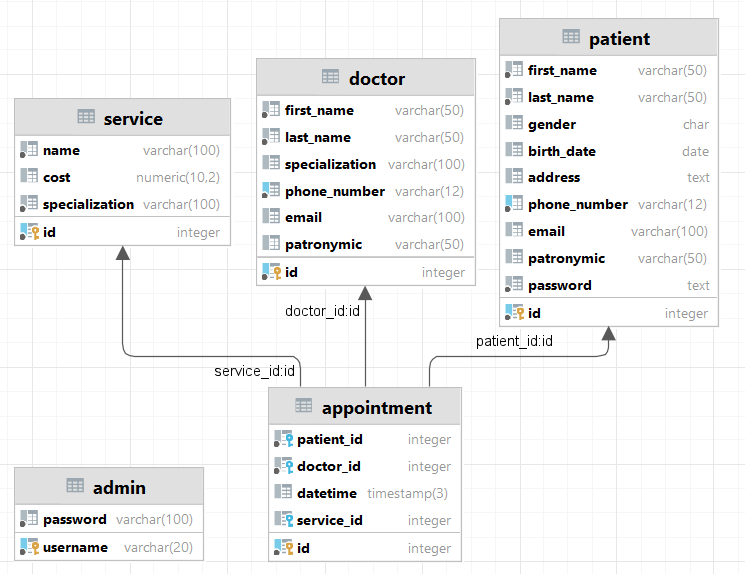 patient
first_name varchar(50)
last_name varchar(50)
gender char
birth_date date
address text
phone_number varchar(12)
email varchar(100)
patronymic varchar(50)
password text
id integer
doctor
first_name varchar(50)
last_name varchar(50)
specialization varchar(100)
phone_number varchar(12)
email varchar(100)
patronymic varchar(50)
id integer
service
name varchar(100)
cost numeric(10,2)
specialization varchar(100)
id integer
doctor_id:id
patient_id:id
service_id:id
appointment
patient_id integer
doctor_id integer
datetime timestamp(3)
service_id integer
id integer
admin
password varchar(100)
username varchar(20)